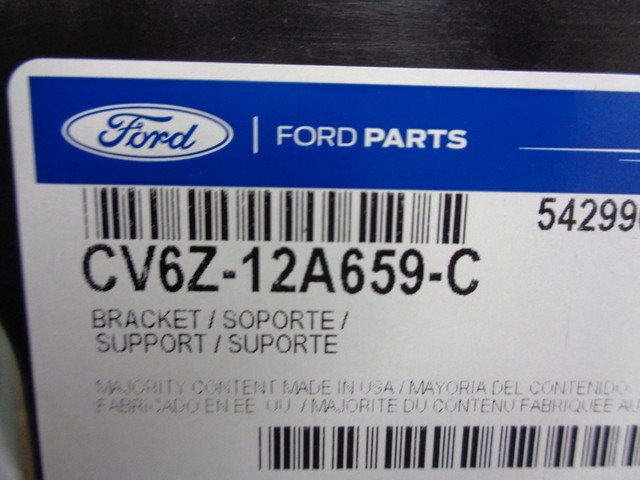 Ford | FORD PARTS
54299
CV6Z-12A659-C
BRACKET / SOPORTE /
SUPPORT / SUPORTE
MAJORITY CONTENT MADE IN USA / MAYORIA DEL CONTENIDO
FABRICADO EN EE UU / MAJORITE DU CONTENU FABRIQUEE AU